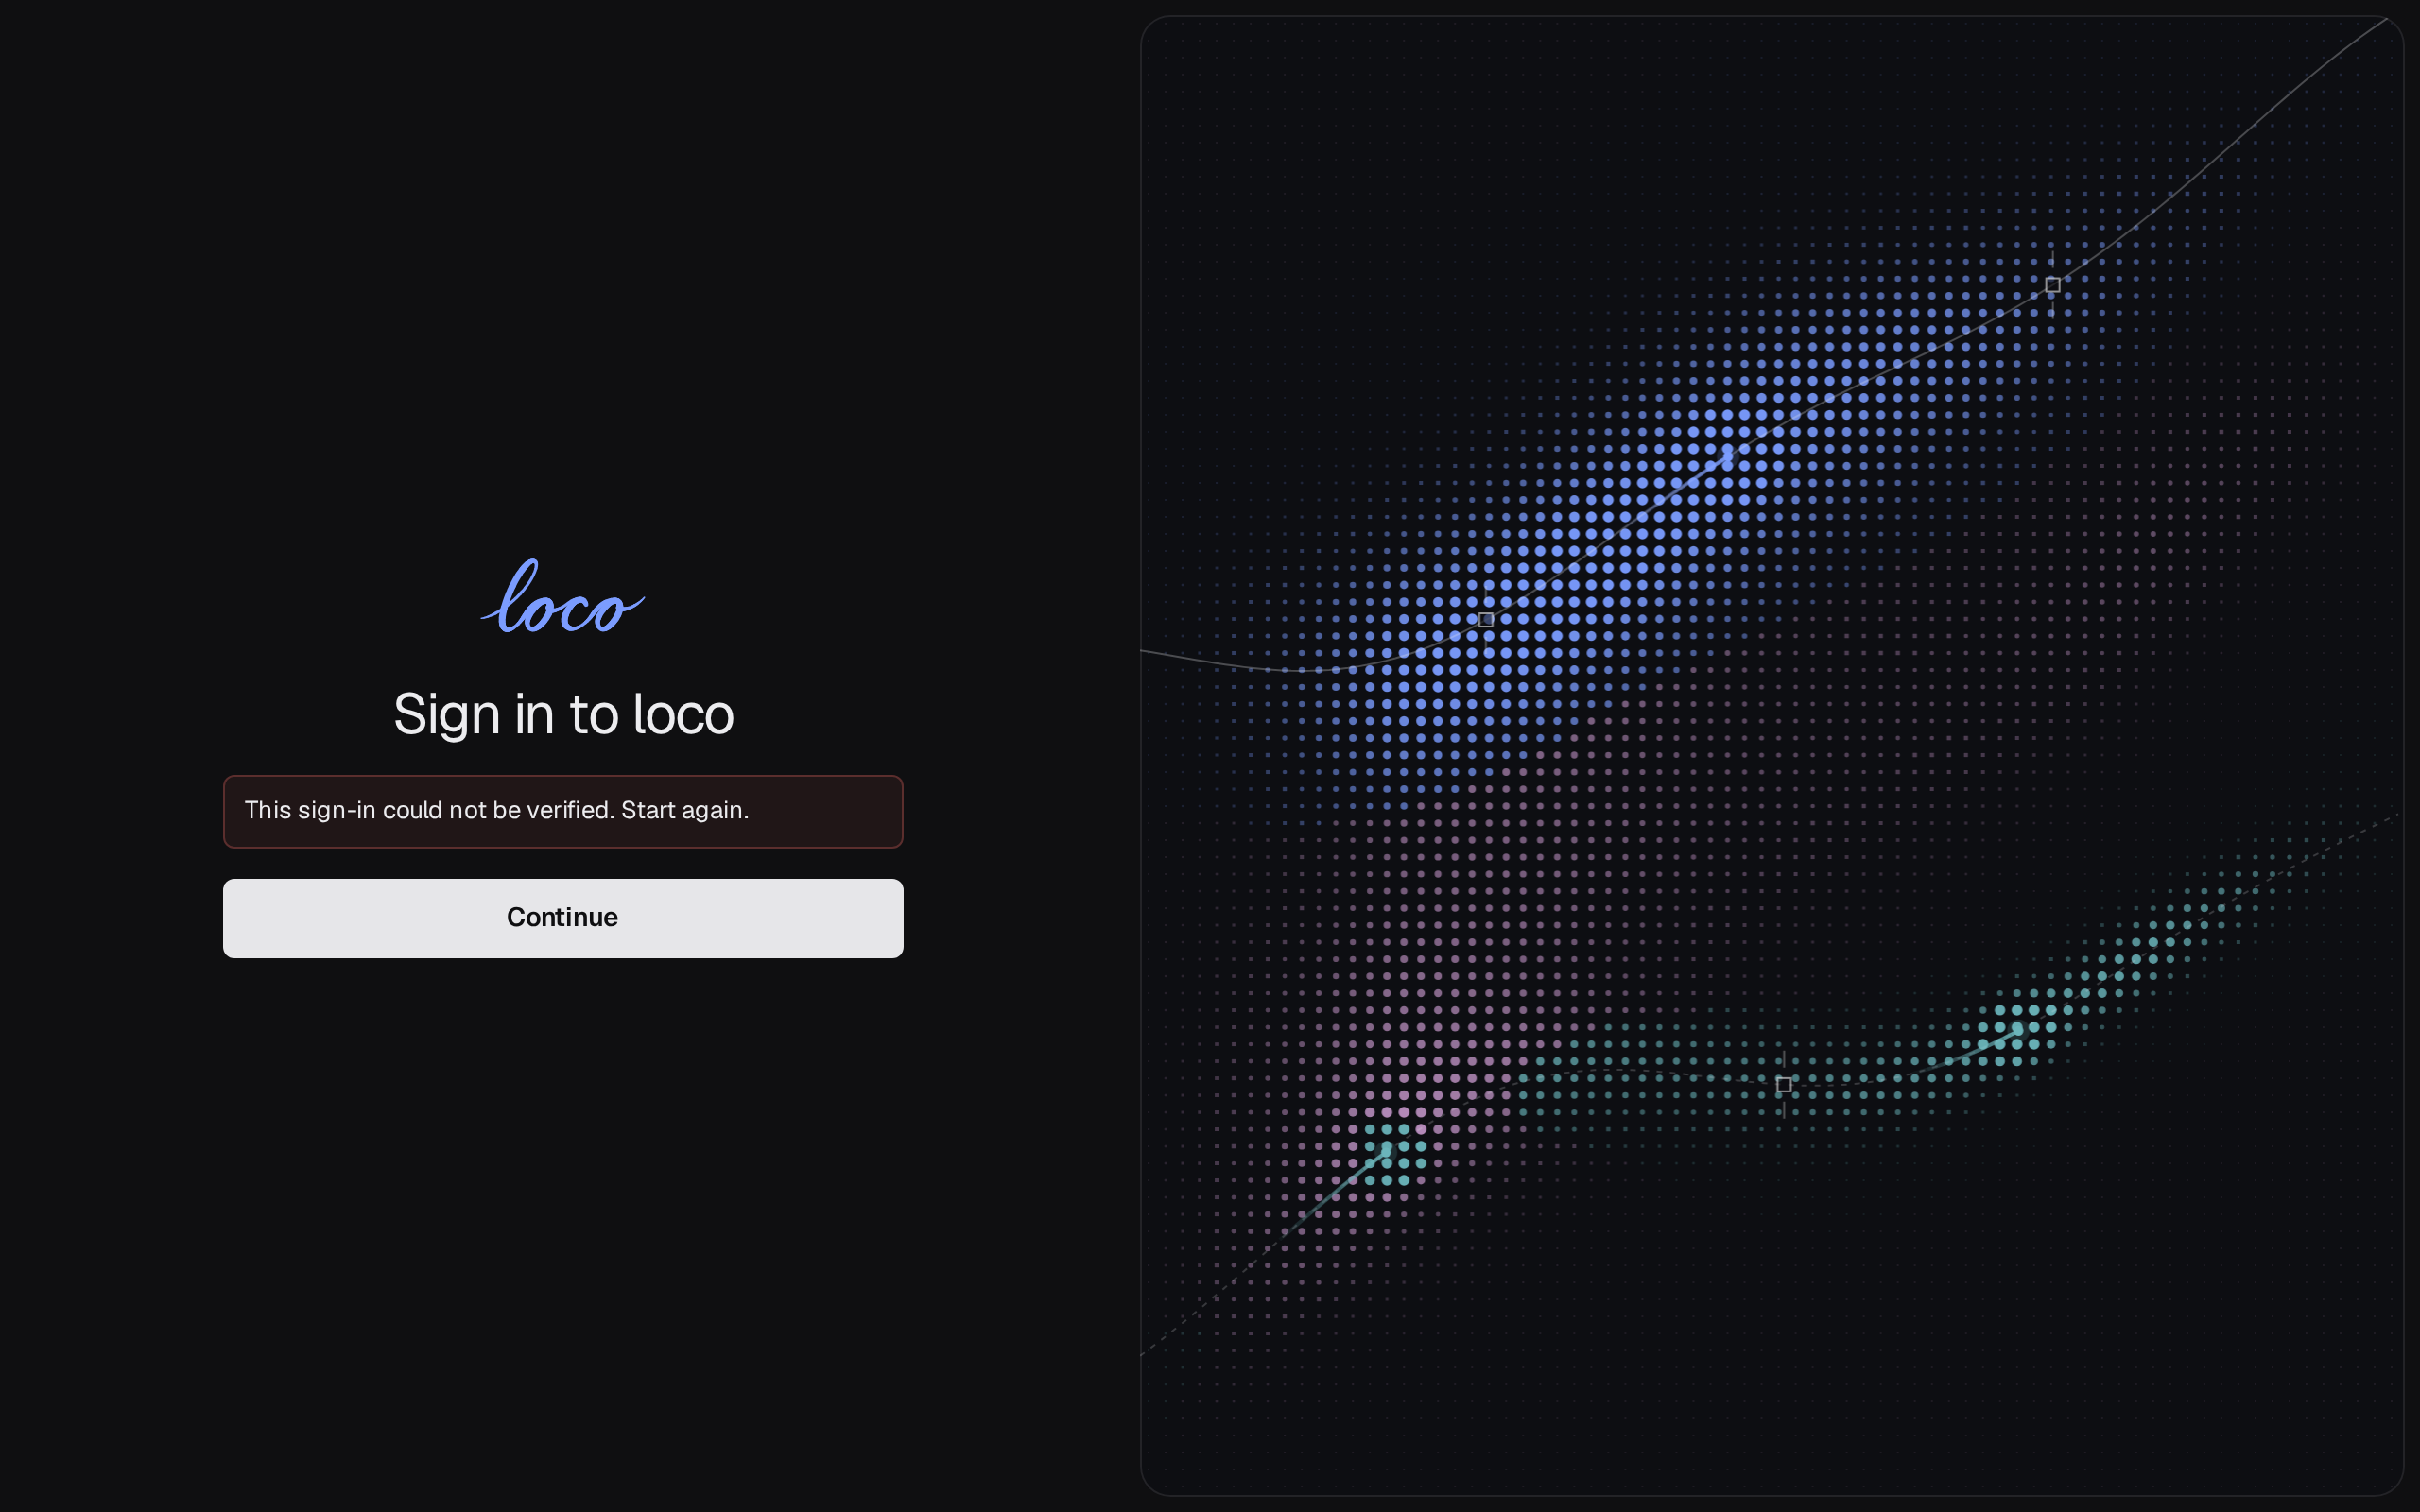 loco
Sign in to loco
This sign-in could not be verified. Start again.
Continue